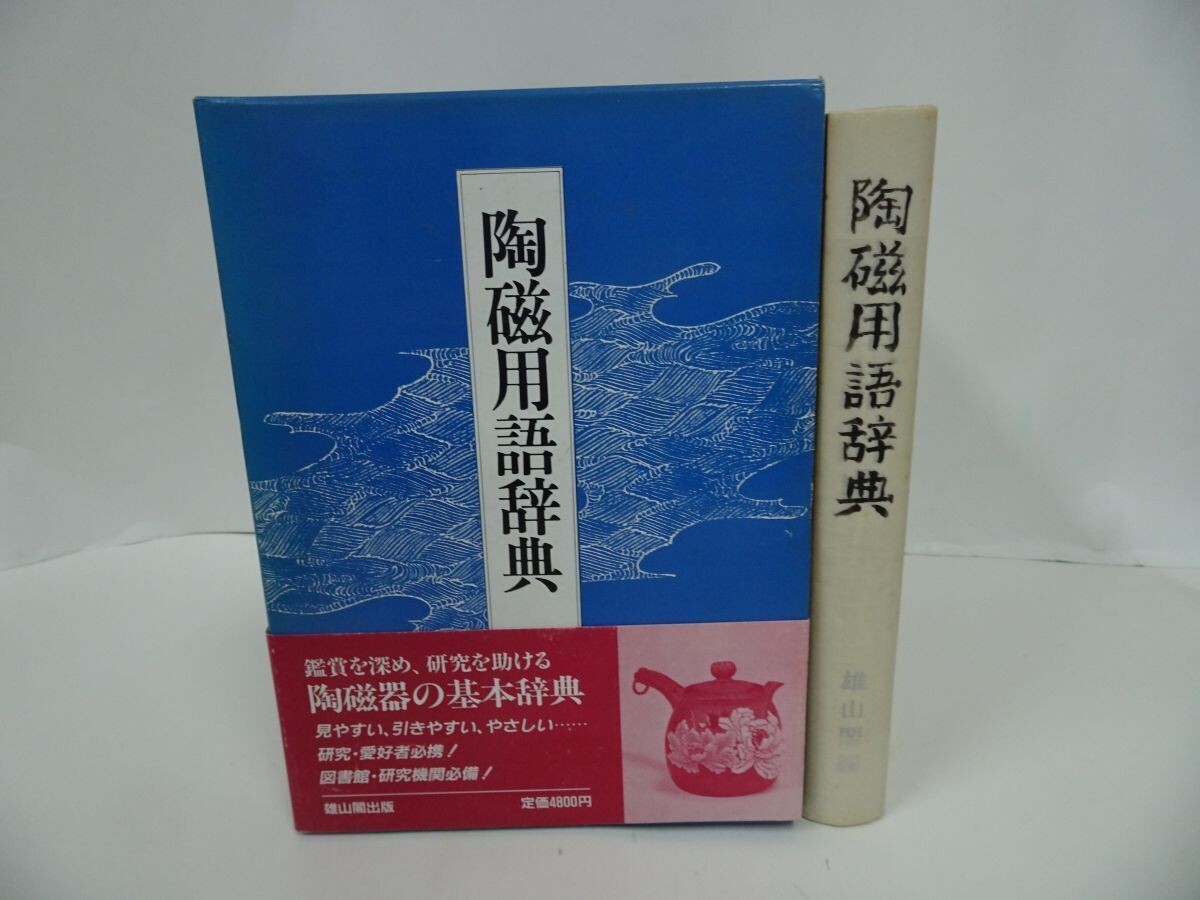 陶磁用語辞典
鑑賞を深め、研究を助ける
陶磁器の基本辞典
見やすい、引きやすい、やさしい……
研究・愛好者必携！
図書館・研究機関必備！
雄山閣出版
定価4800円
陶磁用語辞典
雄山閣